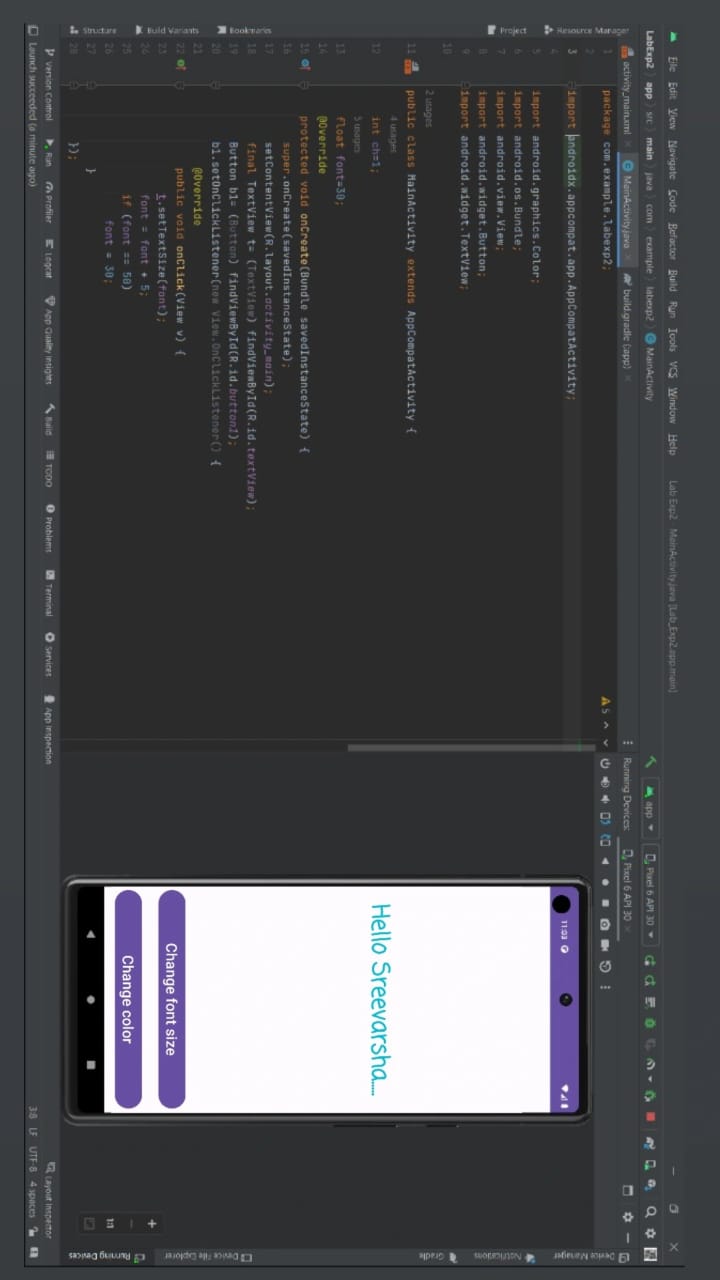 File Edit View Navigate Code Refactor Build Run Tools VCS Window Help Lab Exp2 MainActivity.java [Lab_Exp2.app.main]
LabExp2 app src main java com example labexp2 MainActivity
app Pixel 6 API 30
activity_main.xml MainActivity.java build.gradle (:app)
Running Devices: Pixel 6 API 30
Resource Manager
Project
Bookmarks
Build Variants
Structure
5
1 package com.example.labexp2;
2
3 import androidx.appcompat.app.AppCompatActivity;
4
5 import android.graphics.Color;
6 import android.os.Bundle;
7 import android.view.View;
8 import android.widget.Button;
9 import android.widget.TextView;
10
2 usages
11 public class MainActivity extends AppCompatActivity {
4 usages
12 int ch=1;
5 usages
13 float font=30;
14 @Override
15 protected void onCreate(Bundle savedInstanceState) {
16 super.onCreate(savedInstanceState);
17 setContentView(R.layout.activity_main);
18 final TextView t= (TextView) findViewById(R.id.textView);
19 Button b1= (Button) findViewById(R.id.button1);
20 b1.setOnClickListener(new View.OnClickListener() {
21 @Override
22 public void onClick(View v) {
23 t.setTextSize(font);
24 font = font + 5;
25 if (font == 50)
26 font = 30;
27 }
28 });
11:03
Hello Sreevarsha....
Change font size
Change color
1:1
Device Manager
Notifications
Gradle
Device File Explorer
Running Devices
Version Control Run Profiler Logcat App Quality Insights Build TODO Problems Terminal Services App Inspection Layout Inspector
Launch succeeded (a minute ago) 3:8 LF UTF-8 4 spaces